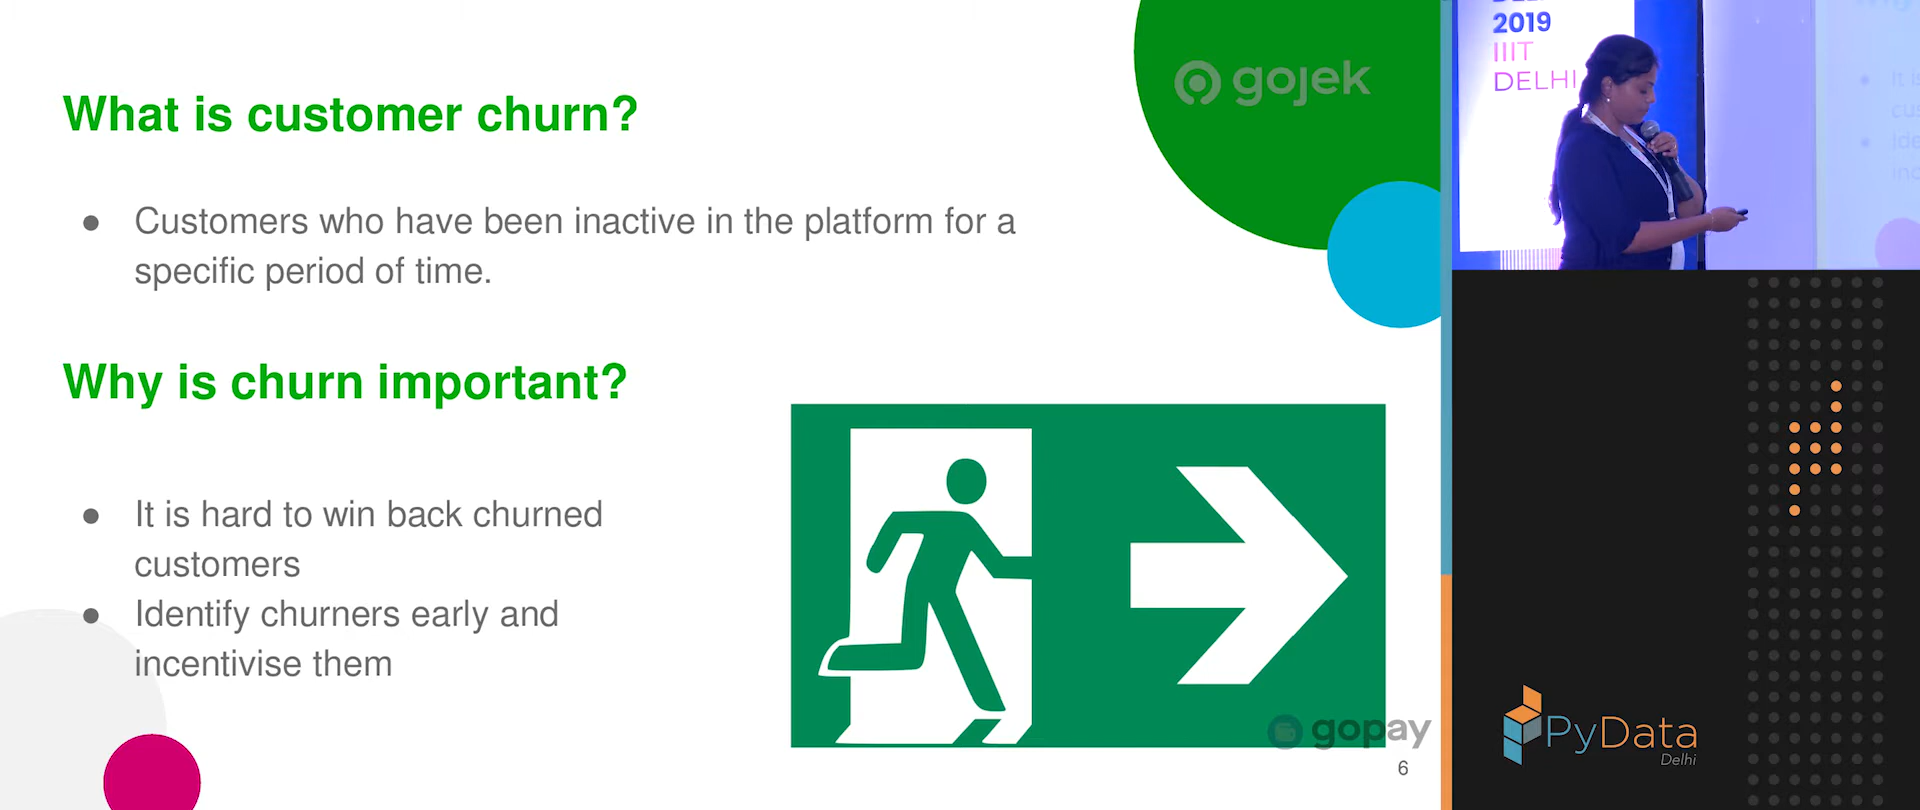 What is customer churn?
● Customers who have been inactive in the platform for a
specific period of time.
Why is churn important?
● It is hard to win back churned
customers
● Identify churners early and
incentivise them
gojek
gopay
6
2019
IIIT
DELHI
PyData
Delhi